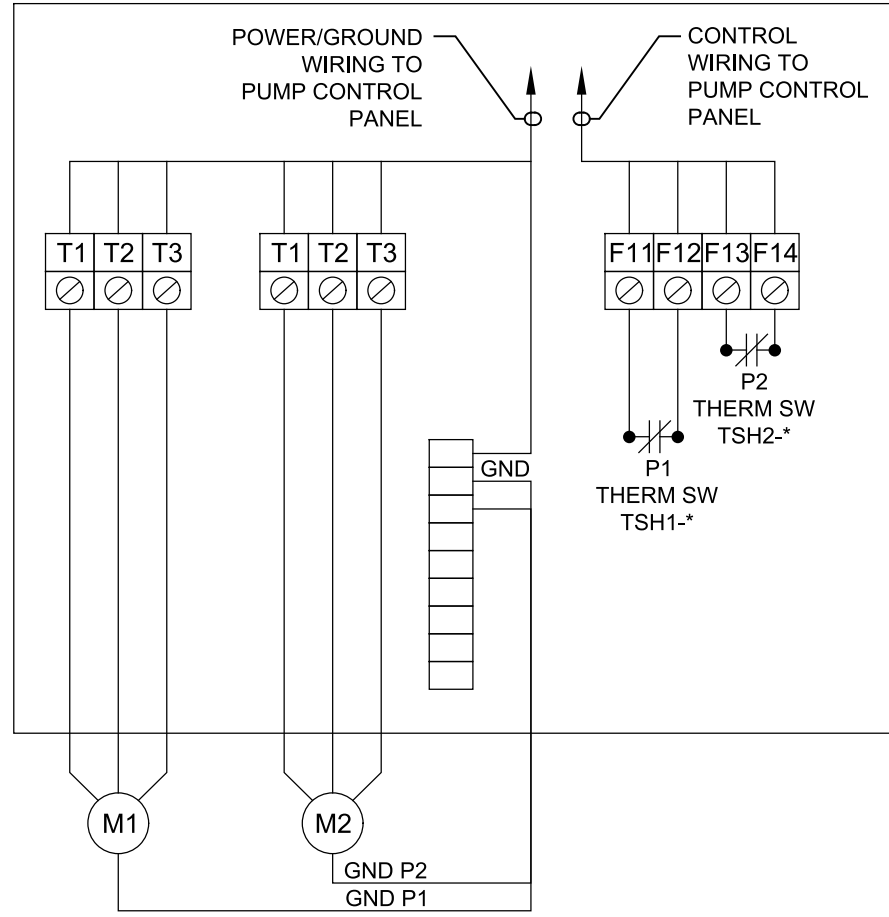 POWER/GROUND
WIRING TO
PUMP CONTROL
PANEL
CONTROL
WIRING TO
PUMP CONTROL
PANEL
T1 T2 T3
T1 T2 T3
F11 F12 F13 F14
P2
THERM SW
TSH2-*
GND
P1
THERM SW
TSH1-*
M1
M2
GND P2
GND P1